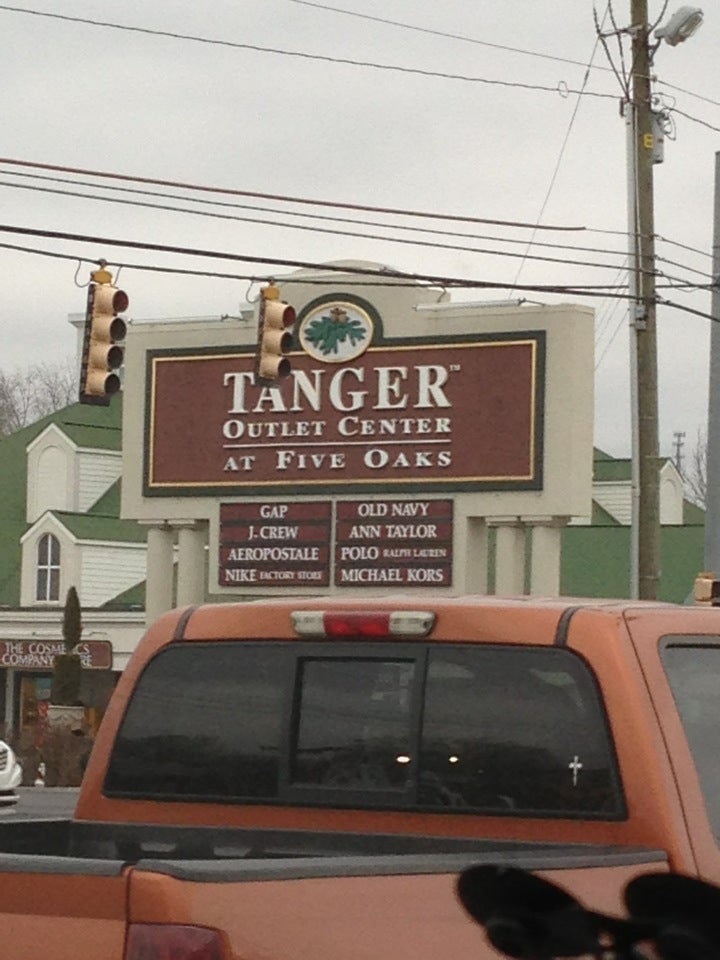 TANGER™
OUTLET CENTER
AT FIVE OAKS
GAP
J. CREW
AEROPOSTALE
NIKE FACTORY STORE
OLD NAVY
ANN TAYLOR
POLO RALPH LAUREN
MICHAEL KORS
THE COSMETICS
COMPANY